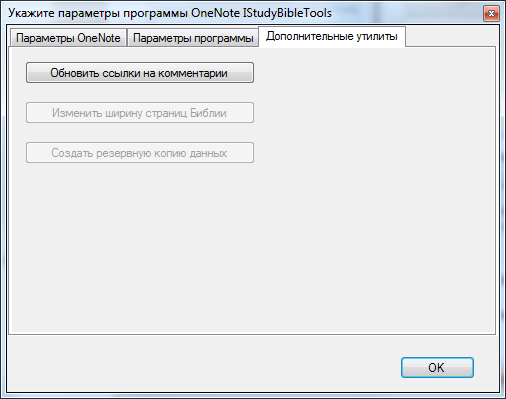 Укажите параметры программы OneNote IStudyBibleTools
Параметры OneNote
Параметры программы
Дополнительные утилиты
Обновить ссылки на комментарии
Изменить ширину страниц Библии
Создать резервную копию данных
OK